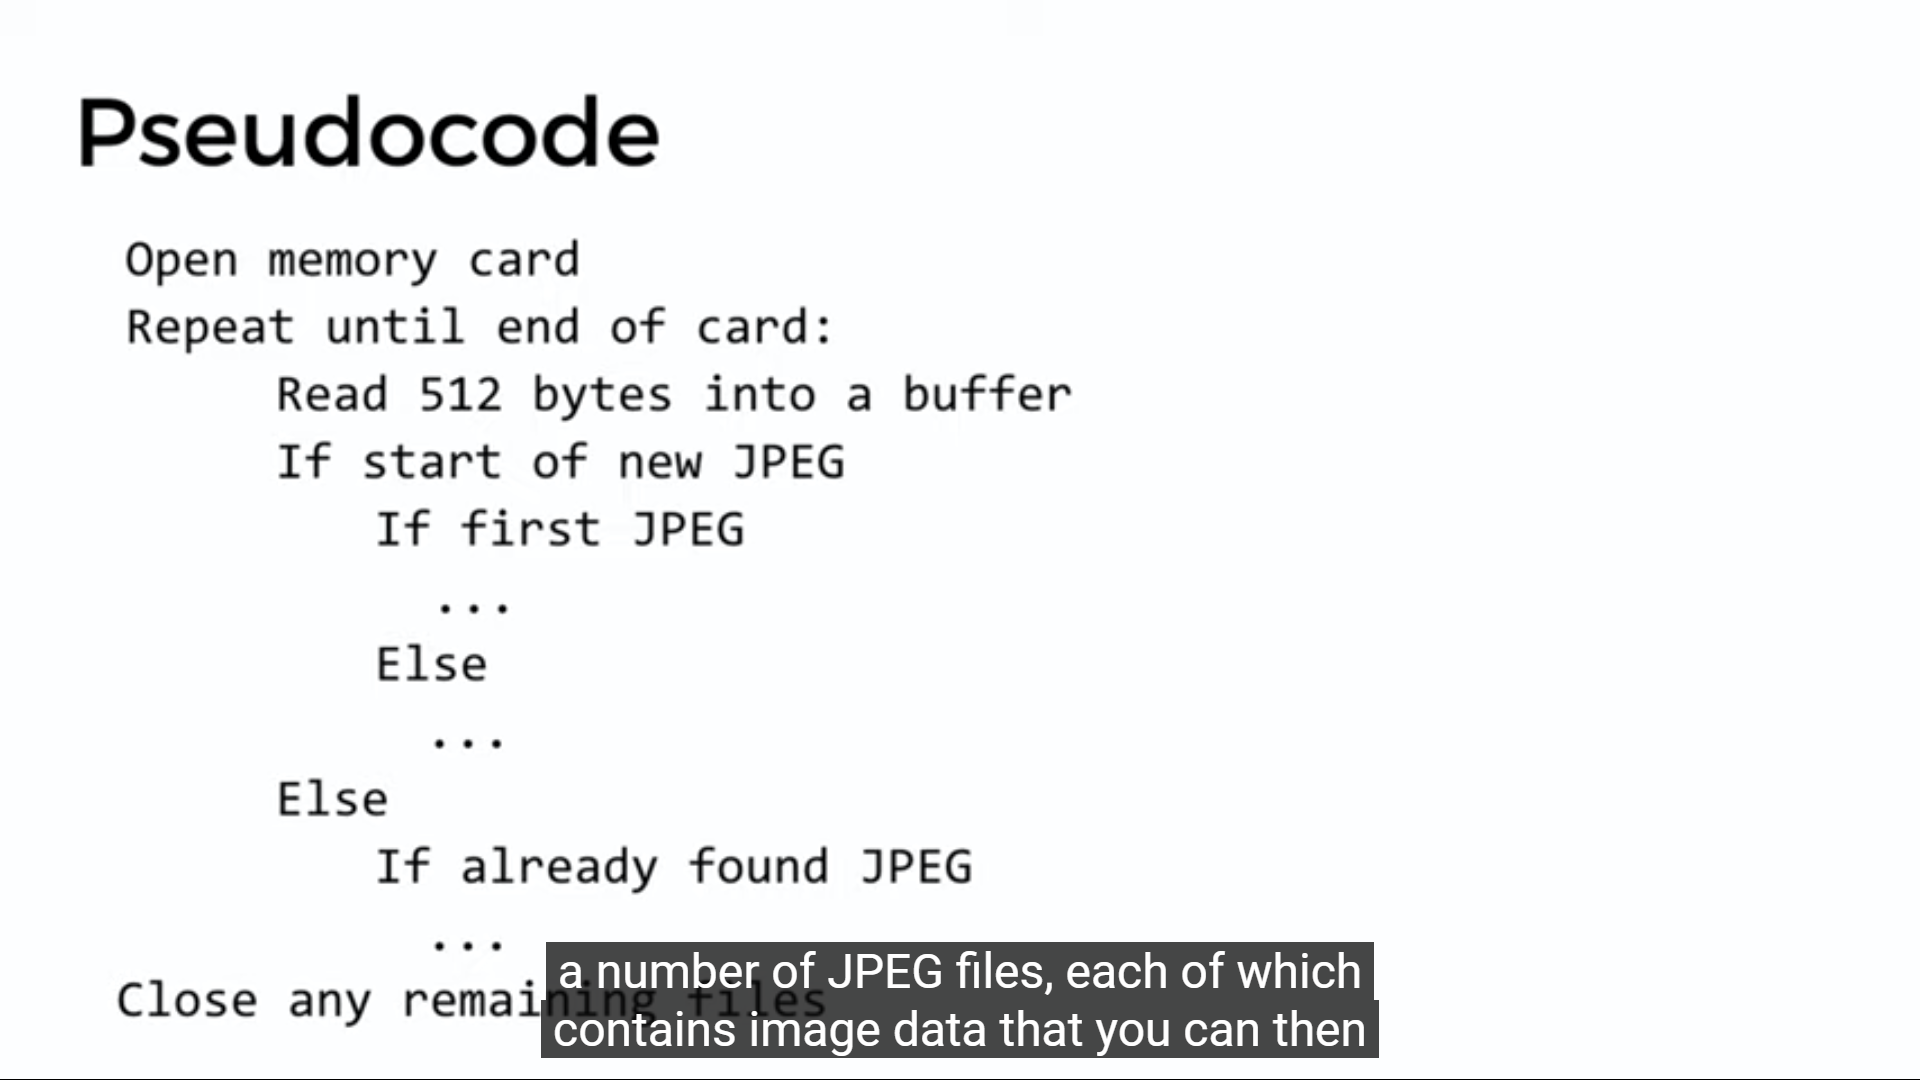 Pseudocode
Open memory card
Repeat until end of card:
Read 512 bytes into a buffer
If start of new JPEG
If first JPEG
...
Else
...
Else
If already found JPEG
...
Close any remaining files
a number of JPEG files, each of which
contains image data that you can then